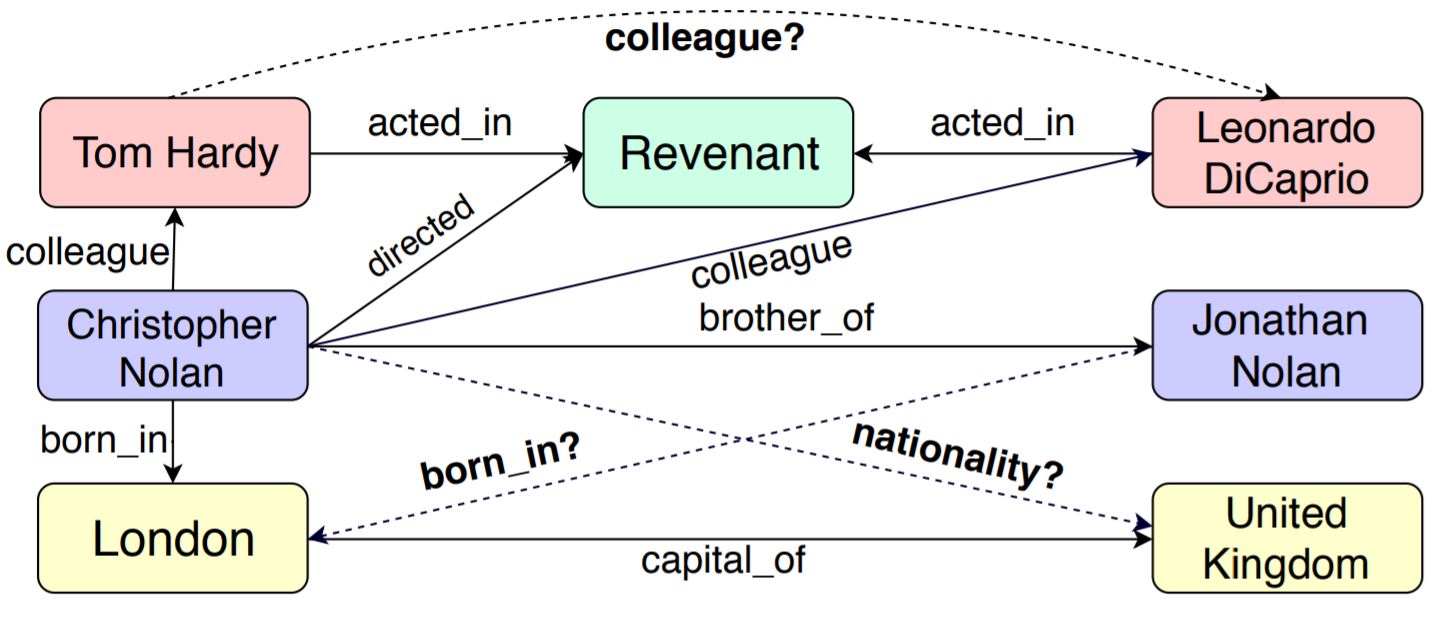 colleague?
Tom Hardy
acted_in
Revenant
acted_in
Leonardo
DiCaprio
colleague
directed
colleague
Christopher
Nolan
brother_of
Jonathan
Nolan
born_in
born_in?
nationality?
London
capital_of
United
Kingdom